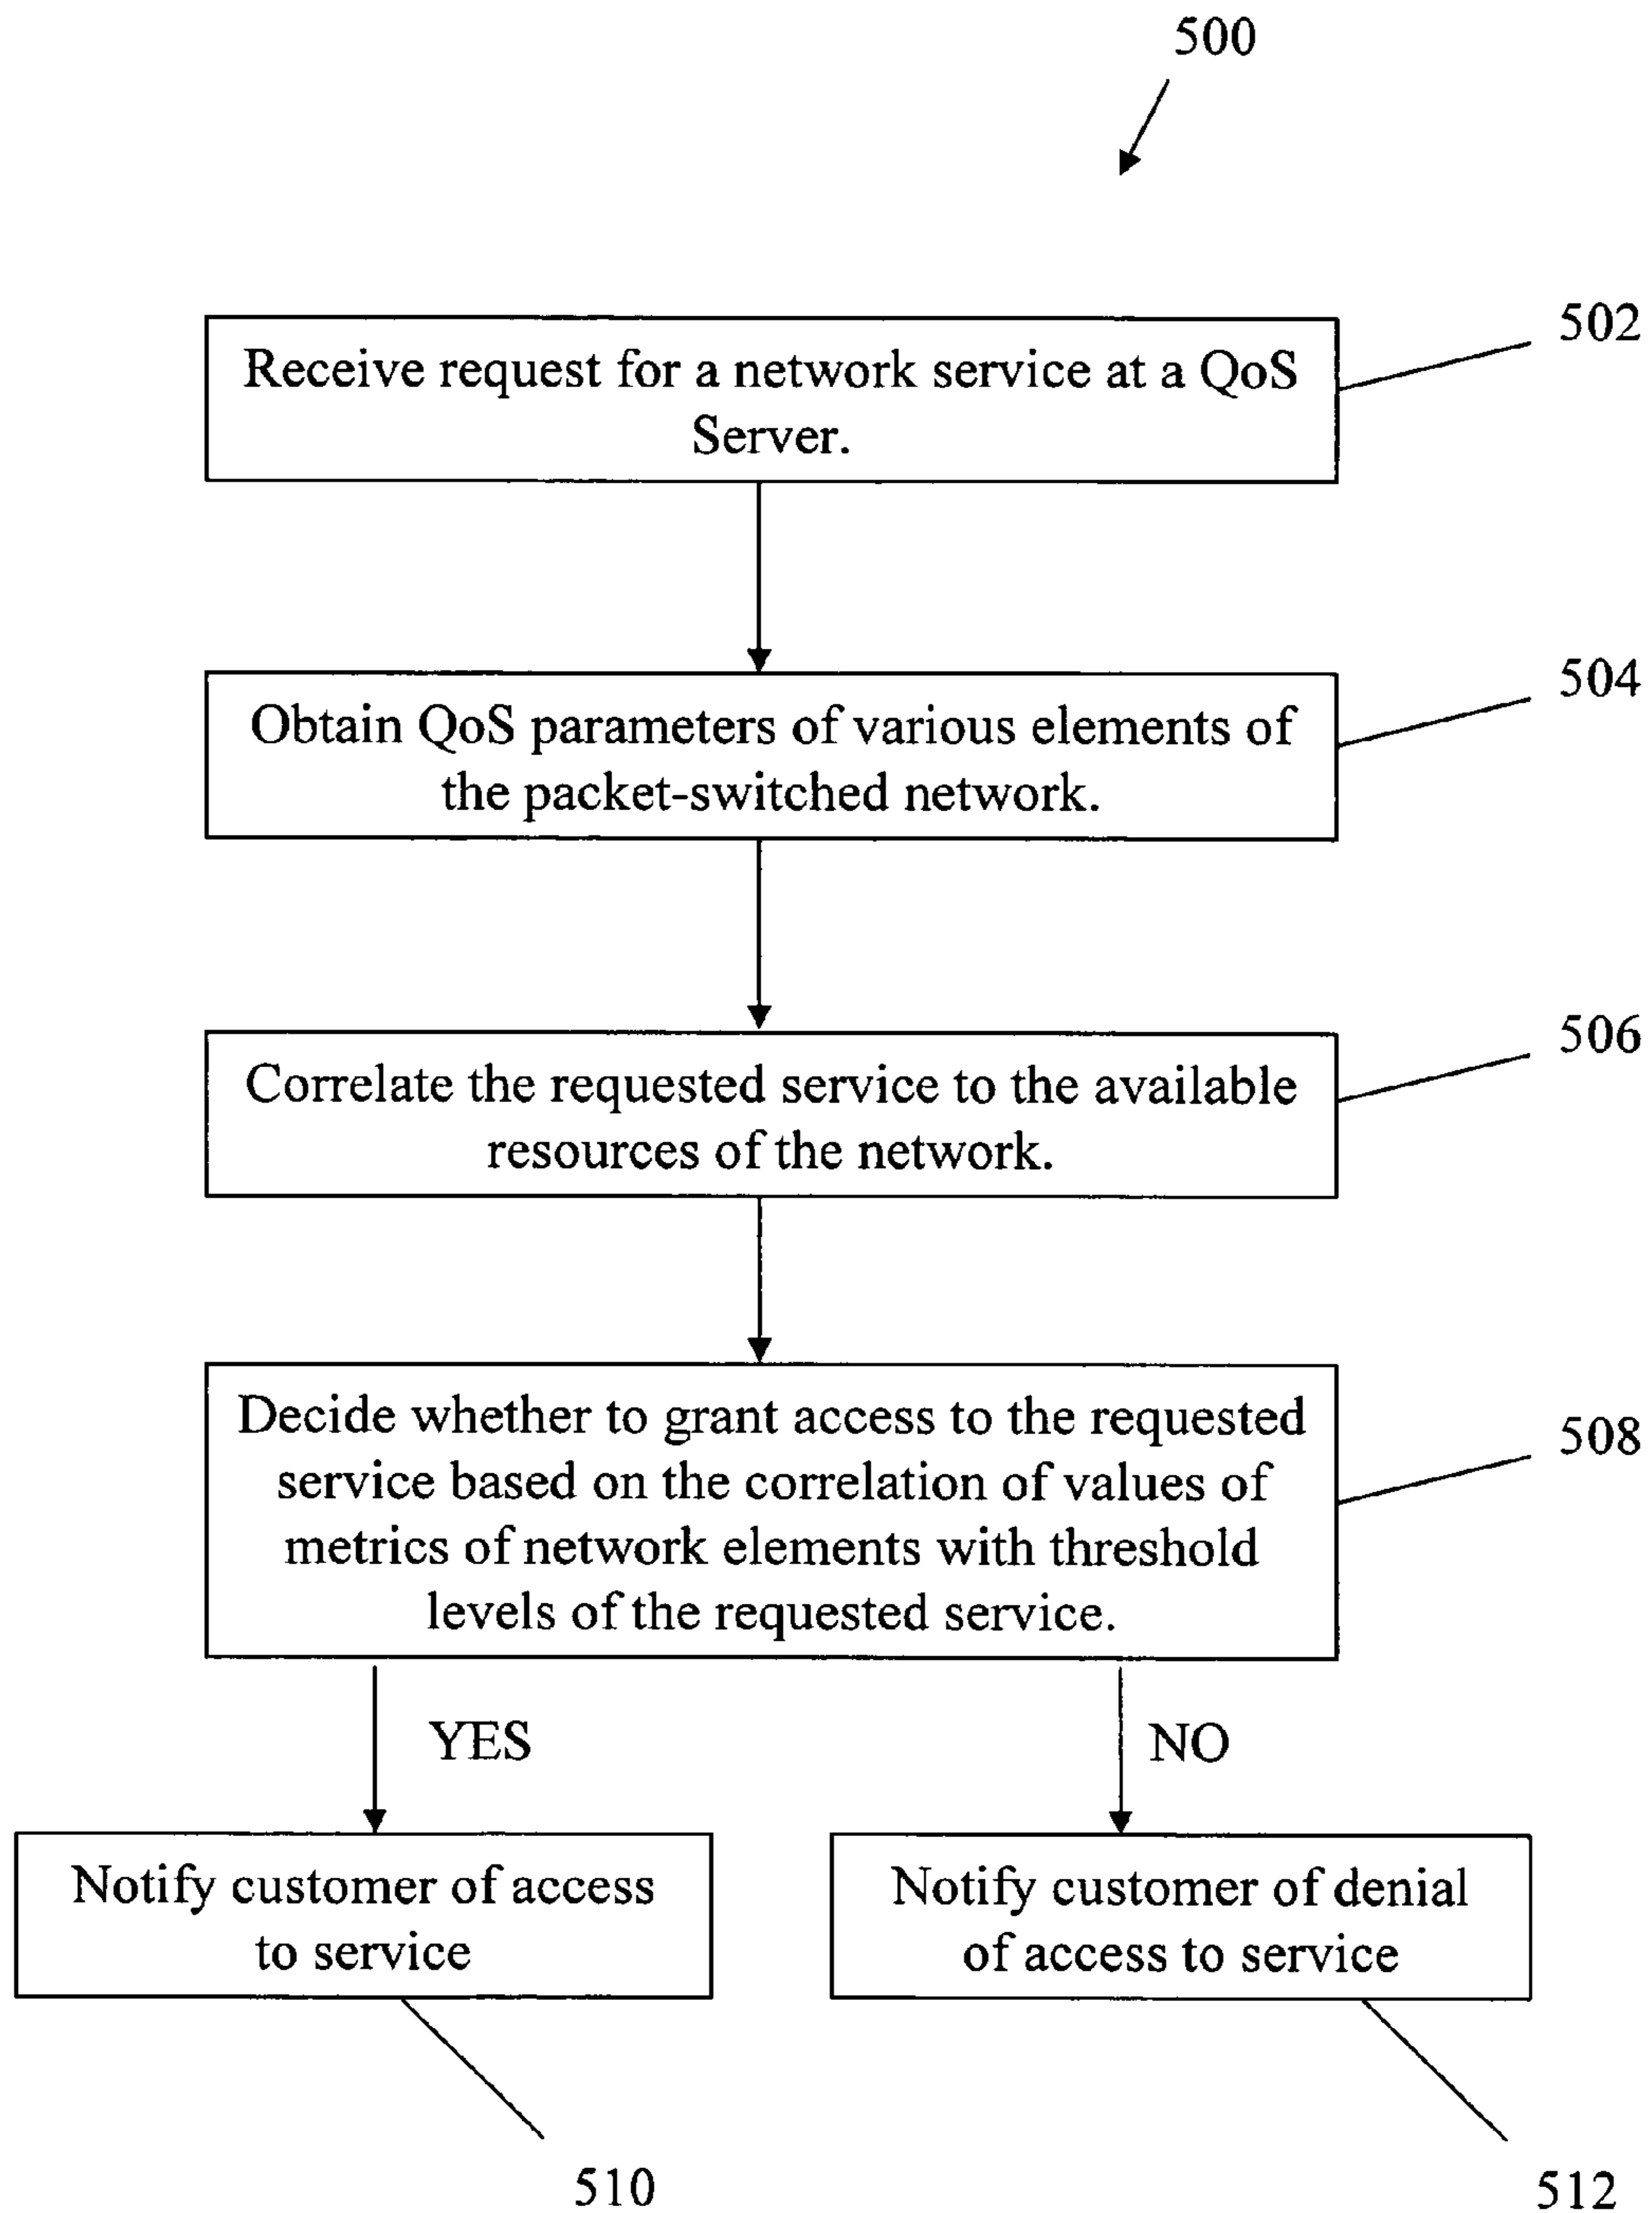 500
502
Receive request for a network service at a QoS
Server.
504
Obtain QoS parameters of various elements of
the packet-switched network.
506
Correlate the requested service to the available
resources of the network.
508
Decide whether to grant access to the requested
service based on the correlation of values of
metrics of network elements with threshold
levels of the requested service.
YES
NO
Notify customer of access
to service
Notify customer of denial
of access to service
510
512